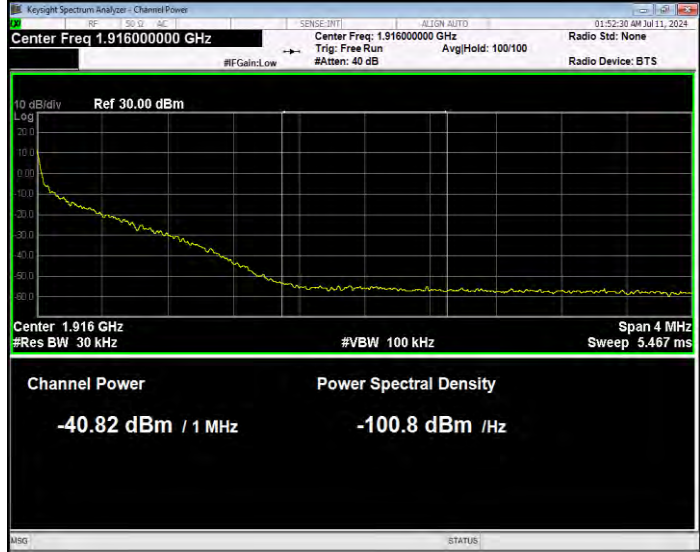 Keysight Spectrum Analyzer - Channel Power
RF 50 Ω AC SENSE:INT ALIGN AUTO 01:52:30 AM Jul 11, 2024
Center Freq 1.916000000 GHz Center Freq: 1.916000000 GHz Radio Std: None
Trig: Free Run Avg|Hold: 100/100
#IFGain:Low #Atten: 40 dB Radio Device: BTS
10 dB/div Ref 30.00 dBm
Log
20.0
10.0
0.00
-10.0
-20.0
-30.0
-40.0
-50.0
-60.0
Center 1.916 GHz Span 4 MHz
#Res BW 30 kHz #VBW 100 kHz Sweep 5.467 ms
Channel Power Power Spectral Density
-40.82 dBm / 1 MHz -100.8 dBm /Hz
MSG STATUS